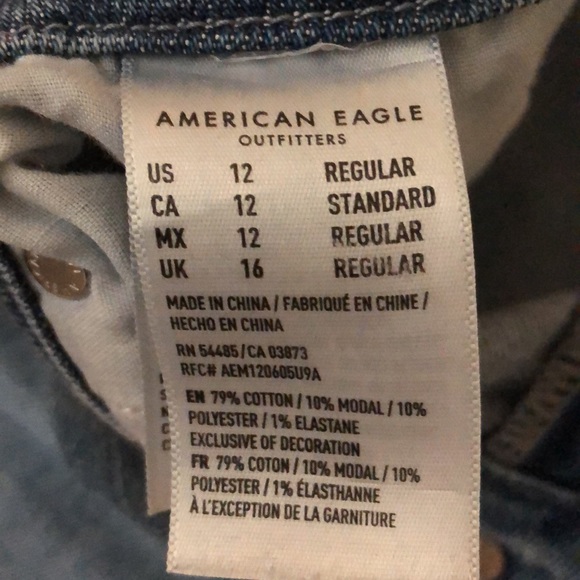 AMERICAN EAGLE
OUTFITTERS
US 12 REGULAR
CA 12 STANDARD
MX 12 REGULAR
UK 16 REGULAR
MADE IN CHINA / FABRIQUÉ EN CHINE /
HECHO EN CHINA
RN 54485/CA 03873
RFC# AEM120605U9A
EN 79% COTTON / 10% MODAL / 10%
POLYESTER / 1% ELASTANE
EXCLUSIVE OF DECORATION
FR 79% COTON / 10% MODAL / 10%
POLYESTER / 1% ÉLASTHANNE
À L'EXCEPTION DE LA GARNITURE